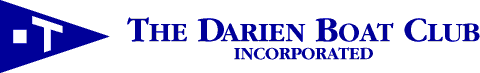 T
THE DARIEN BOAT CLUB
INCORPORATED